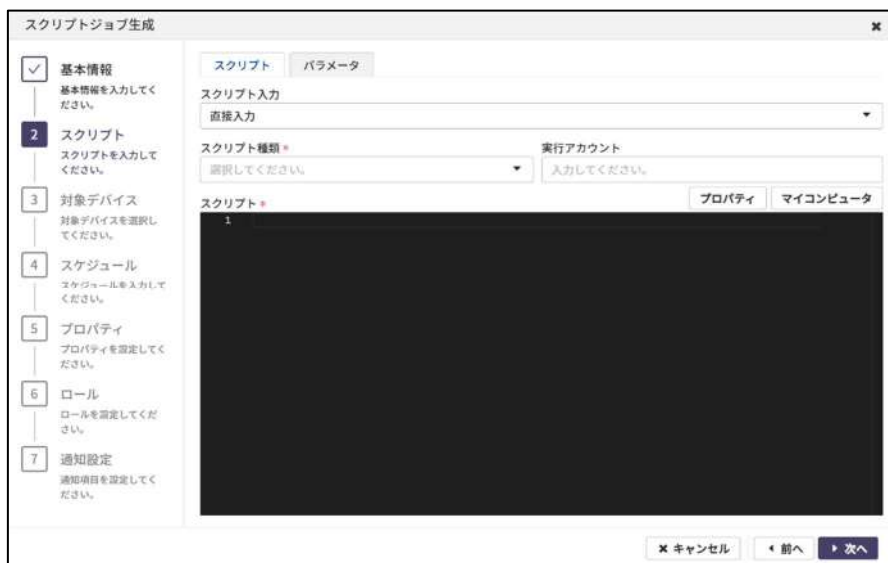 スクリプトジョブ生成
基本情報
基本情報を入力してく
ださい。
2
スクリプト
スクリプトを入力して
ください。
3
対象デバイス
対象デバイスを選択し
てください。
4
スケジュール
スケジュールを入力して
ください。
5
プロパティ
プロパティを設定してく
ださい。
6
ロール
ロールを設定してくだ
さい。
7
通知設定
通知項目を設定してく
ださい。
スクリプト パラメータ
スクリプト入力
直接入力
スクリプト種類 * 実行アカウント
選択してください。 入力してください。
スクリプト * プロパティ マイコンピュータ
1
キャンセル 前へ 次へ